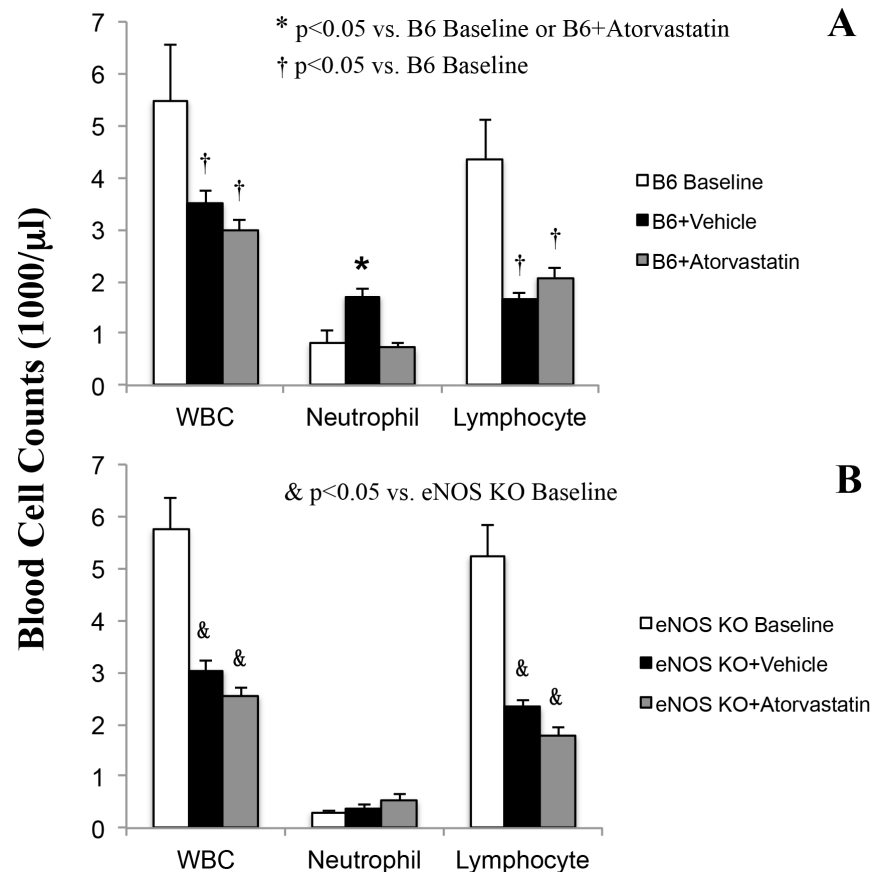 Blood Cell Counts (1000/µl)
A
* p<0.05 vs. B6 Baseline or B6+Atorvastatin
† p<0.05 vs. B6 Baseline
7
6
5
4
3
2
1
0
†
†
*
†
†
WBC
Neutrophil
Lymphocyte
B6 Baseline
B6+Vehicle
B6+Atorvastatin
B
& p<0.05 vs. eNOS KO Baseline
7
6
5
4
3
2
1
0
&
&
&
&
WBC
Neutrophil
Lymphocyte
eNOS KO Baseline
eNOS KO+Vehicle
eNOS KO+Atorvastatin